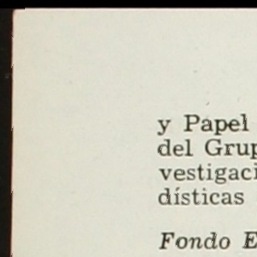 y Papel
del Grup
vestigaci
dísticas
Fondo E